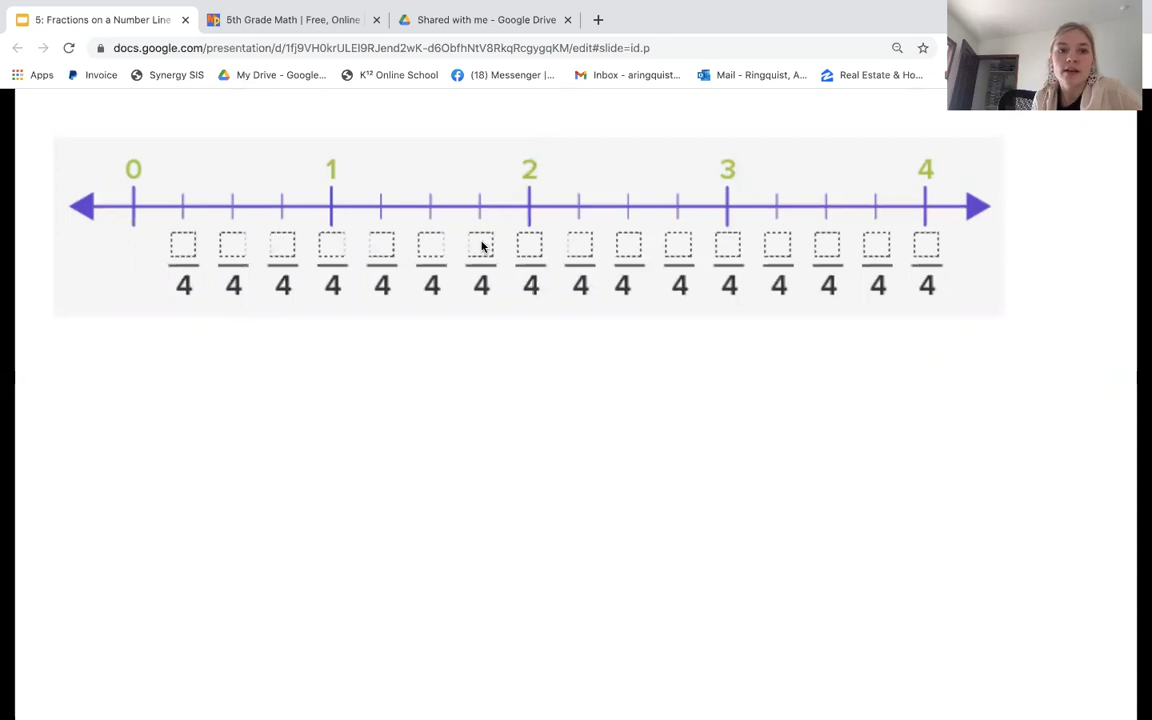 5: Fractions on a Number Line
5th Grade Math | Free, Online
Shared with me - Google Drive
docs.google.com/presentation/d/1fj9VH0krULEl9RJend2wK-d6ObfhNtV8RkqRcgygqKM/edit#slide=id.p
Apps Invoice Synergy SIS My Drive - Google... K¹² Online School (18) Messenger |... Inbox - aringquist... Mail - Ringquist, A... Real Estate & Ho...
0 1 2 3 4
4 4 4 4 4 4 4 4 4 4 4 4 4 4 4 4